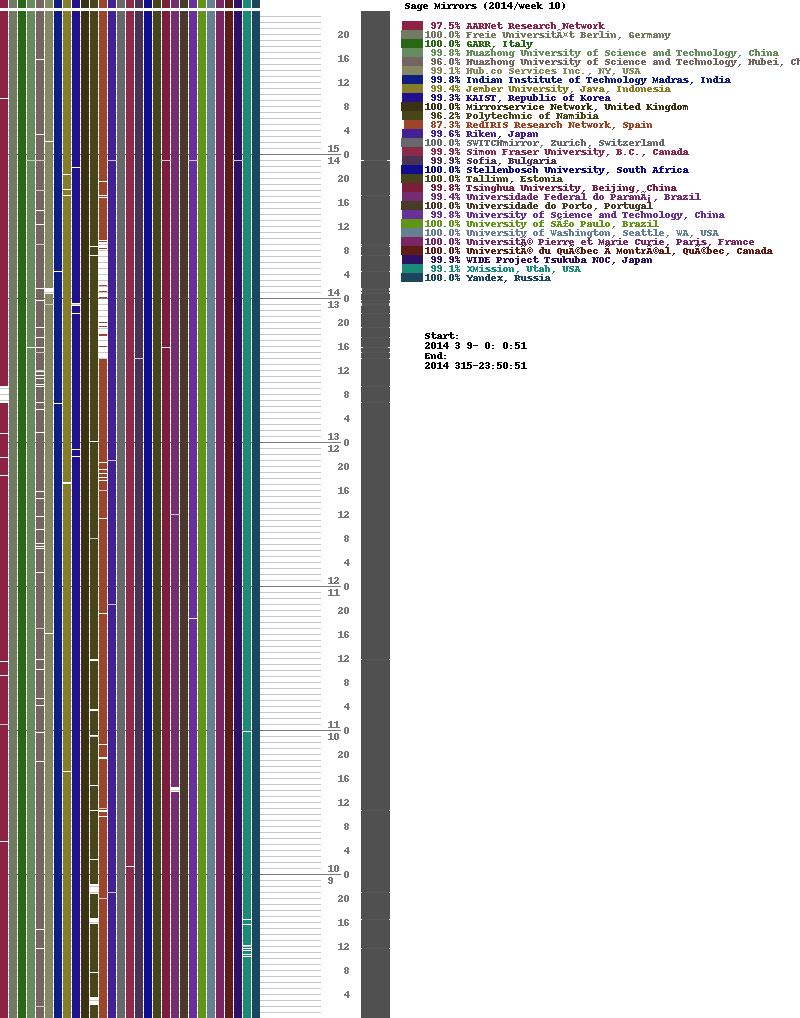 Sage Mirrors (2014/week 10)
97.5% AARNet Research Network
100.0% Freie UniversitÃ¤t Berlin, Germany
100.0% GARR, Italy
99.8% Huazhong University of Science and Technology, China
96.0% Huazhong University of Science and Technology, Hubei, Ch
99.1% Hub.co Services Inc., NY, USA
99.8% Indian Institute of Technology Madras, India
99.4% Jember University, Java, Indonesia
99.3% KAIST, Republic of Korea
100.0% Mirrorservice Network, United Kingdom
96.2% Polytechnic of Namibia
87.3% RedIRIS Research Network, Spain
99.6% Riken, Japan
100.0% SWITCHmirror, Zurich, Switzerland
99.9% Simon Fraser University, B.C., Canada
99.9% Sofia, Bulgaria
100.0% Stellenbosch University, South Africa
100.0% Tallinn, Estonia
99.8% Tsinghua University, Beijing, China
99.4% Universidade Federal do ParanÃ¡, Brazil
100.0% Universidade do Porto, Portugal
99.8% University of Science and Technology, China
100.0% University of SÃ£o Paulo, Brazil
100.0% University of Washington, Seattle, WA, USA
100.0% UniversitÃ© Pierre et Marie Curie, Paris, France
100.0% UniversitÃ© du QuÃ©bec Ã MontrÃ©al, QuÃ©bec, Canada
99.9% WIDE Project Tsukuba NOC, Japan
99.1% XMission, Utah, USA
100.0% Yandex, Russia
Start:
2014 3 9- 0: 0:51
End:
2014 315-23:50:51
20
16
12
8
4
15
0
14
20
16
12
8
4
14
0
13
20
16
12
8
4
13
0
12
20
16
12
8
4
12
0
11
20
16
12
8
4
11
0
10
20
16
12
8
4
10
0
9
20
16
12
8
4